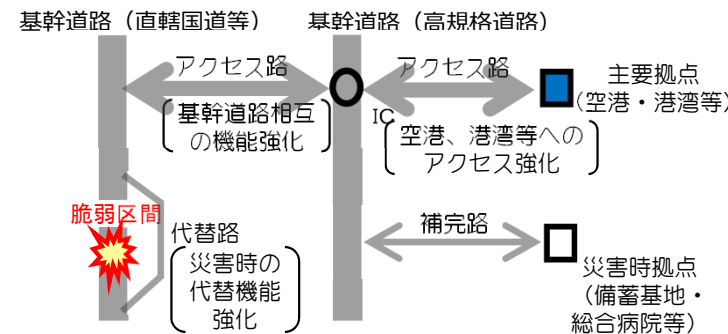 基幹道路（直轄国道等）
基幹道路（高規格道路）
アクセス路
基幹道路相互
の機能強化
IC
アクセス路
空港、港湾等への
アクセス強化
主要拠点
（空港・港湾等）
脆弱区間
代替路
災害時の
代替機能
強化
補完路
災害時拠点
（備蓄基地・
総合病院等）